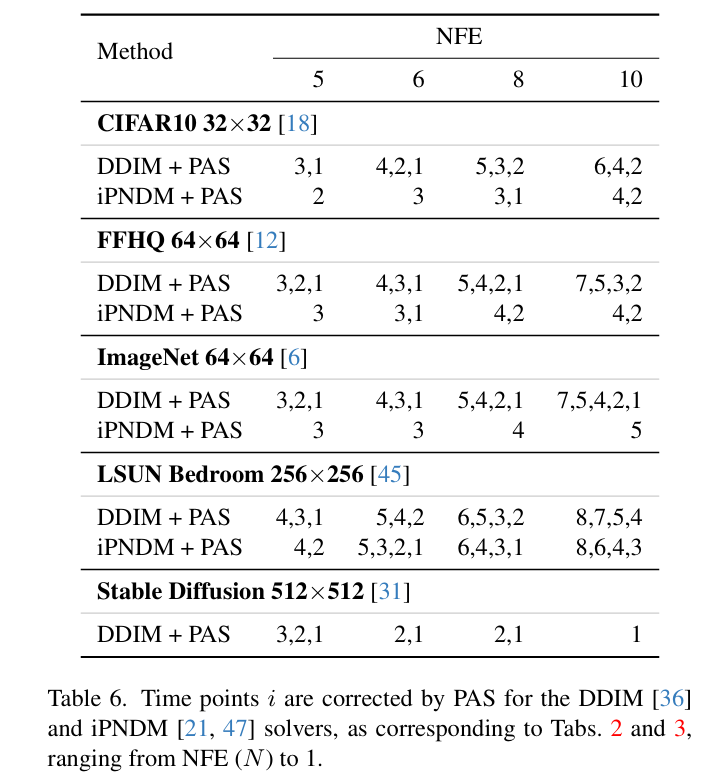 Method NFE
5 6 8 10
CIFAR10 32×32 [18]
DDIM + PAS 3,1 4,2,1 5,3,2 6,4,2
iPNDM + PAS 2 3 3,1 4,2
FFHQ 64×64 [12]
DDIM + PAS 3,2,1 4,3,1 5,4,2,1 7,5,3,2
iPNDM + PAS 3 3,1 4,2 4,2
ImageNet 64×64 [6]
DDIM + PAS 3,2,1 4,3,1 5,4,2,1 7,5,4,2,1
iPNDM + PAS 3 3 4 5
LSUN Bedroom 256×256 [45]
DDIM + PAS 4,3,1 5,4,2 6,5,3,2 8,7,5,4
iPNDM + PAS 4,2 5,3,2,1 6,4,3,1 8,6,4,3
Stable Diffusion 512×512 [31]
DDIM + PAS 3,2,1 2,1 2,1 1
Table 6. Time points i are corrected by PAS for the DDIM [36]
and iPNDM [21, 47] solvers, as corresponding to Tabs. 2 and 3,
ranging from NFE (N) to 1.